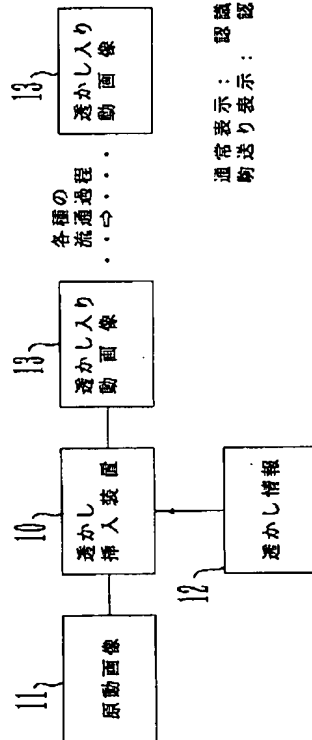 11
原動画像
10
透かし
挿入装置
12
透かし情報
13
透かし入り
動画像
各種の
流通過程
・・・⇨・・・・
13
透かし入り
動画像
通常表示： 認識
駒送り表示： 認